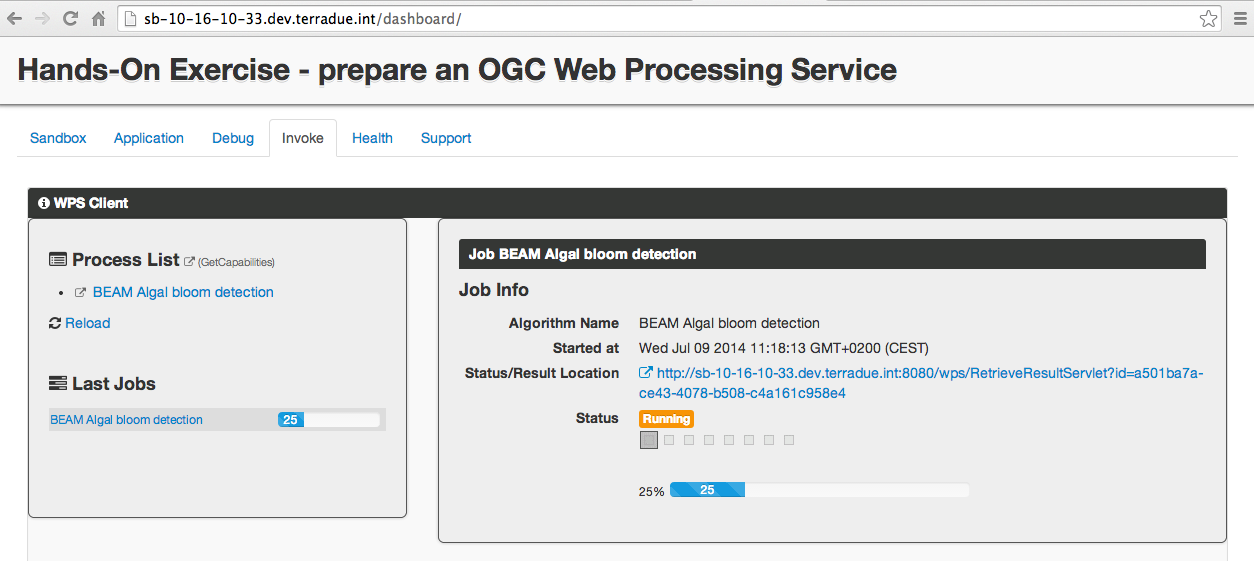 sb-10-16-10-33.dev.terradue.int/dashboard/
Hands-On Exercise - prepare an OGC Web Processing Service
Sandbox Application Debug Invoke Health Support
WPS Client
Process List (GetCapabilities)
BEAM Algal bloom detection
Reload
Last Jobs
BEAM Algal bloom detection 25
Job BEAM Algal bloom detection
Job Info
Algorithm Name BEAM Algal bloom detection
Started at Wed Jul 09 2014 11:18:13 GMT+0200 (CEST)
Status/Result Location http://sb-10-16-10-33.dev.terradue.int:8080/wps/RetrieveResultServlet?id=a501ba7a-
ce43-4078-b508-c4a161c958e4
Status Running
25% 25